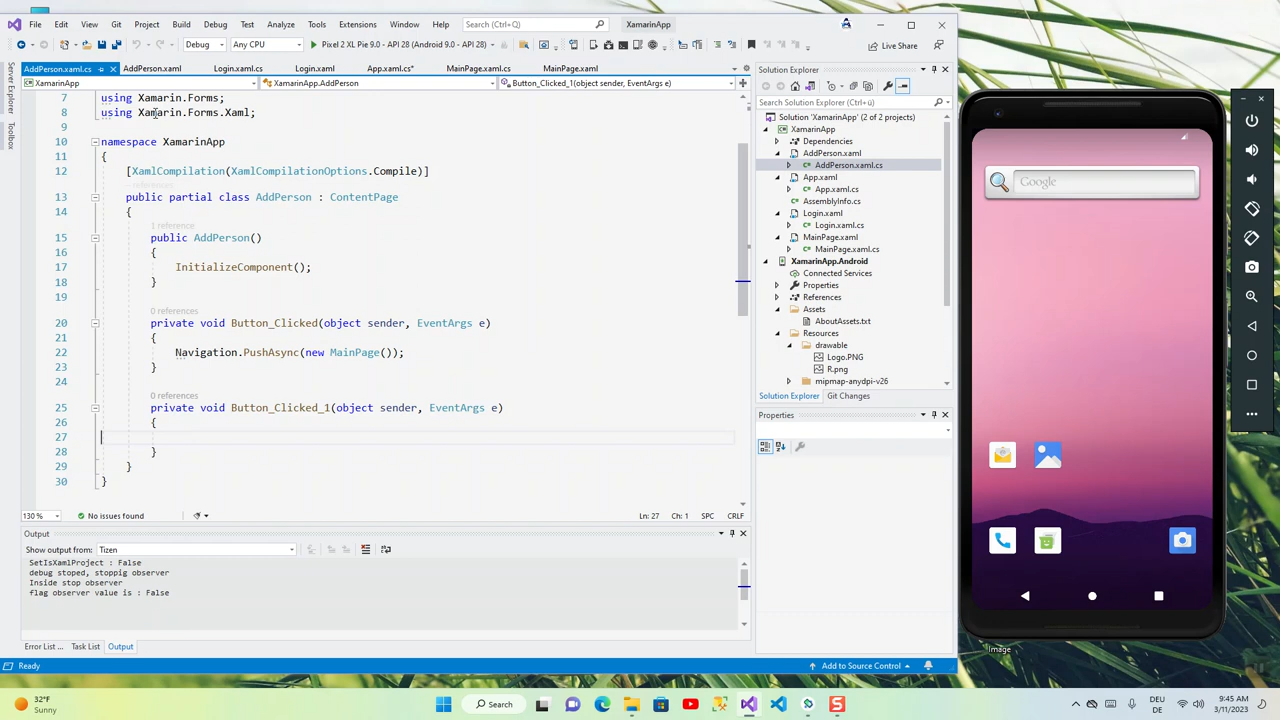 File Edit View Git Project Build Debug Test Analyze Tools Extensions Window Help Search (Ctrl+Q) XamarinApp
Debug Any CPU Pixel 2 XL Pie 9.0 - API 28 (Android 9.0 - API 28) Live Share
AddPerson.xaml.cs AddPerson.xaml Login.xaml.cs Login.xaml App.xaml.cs* MainPage.xaml.cs MainPage.xaml
XamarinApp XamarinApp.AddPerson Button_Clicked_1(object sender, EventArgs e)
Server Explorer
Toolbox
7 using Xamarin.Forms;
8 using Xamarin.Forms.Xaml;
9
10 namespace XamarinApp
11 {
12 [XamlCompilation(XamlCompilationOptions.Compile)]
13 public partial class AddPerson : ContentPage
14 {
1 reference
15 public AddPerson()
16 {
17 InitializeComponent();
18 }
19
0 references
20 private void Button_Clicked(object sender, EventArgs e)
21 {
22 Navigation.PushAsync(new MainPage());
23 }
24
0 references
25 private void Button_Clicked_1(object sender, EventArgs e)
26 {
27
28 }
29 }
30 }
130 % No issues found Ln: 27 Ch: 1 SPC CRLF
Output
Show output from: Tizen
SetIsXamlProject : False
debug stoped, stoppig observer
Inside stop observer
flag observer value is : False
Error List ... Task List Output
Ready Add to Source Control
Solution Explorer
Search Solution Explorer (Ctrl+ü)
Solution 'XamarinApp' (2 of 2 projects)
XamarinApp
Dependencies
AddPerson.xaml
AddPerson.xaml.cs
App.xaml
App.xaml.cs
AssemblyInfo.cs
Login.xaml
Login.xaml.cs
MainPage.xaml
MainPage.xaml.cs
XamarinApp.Android
Connected Services
Properties
References
Assets
AboutAssets.txt
Resources
drawable
Logo.PNG
R.png
mipmap-anydpi-v26
Solution Explorer Git Changes
Properties
Google
Image
32°F
Sunny
Search
DEU
DE
9:45 AM
3/11/2023